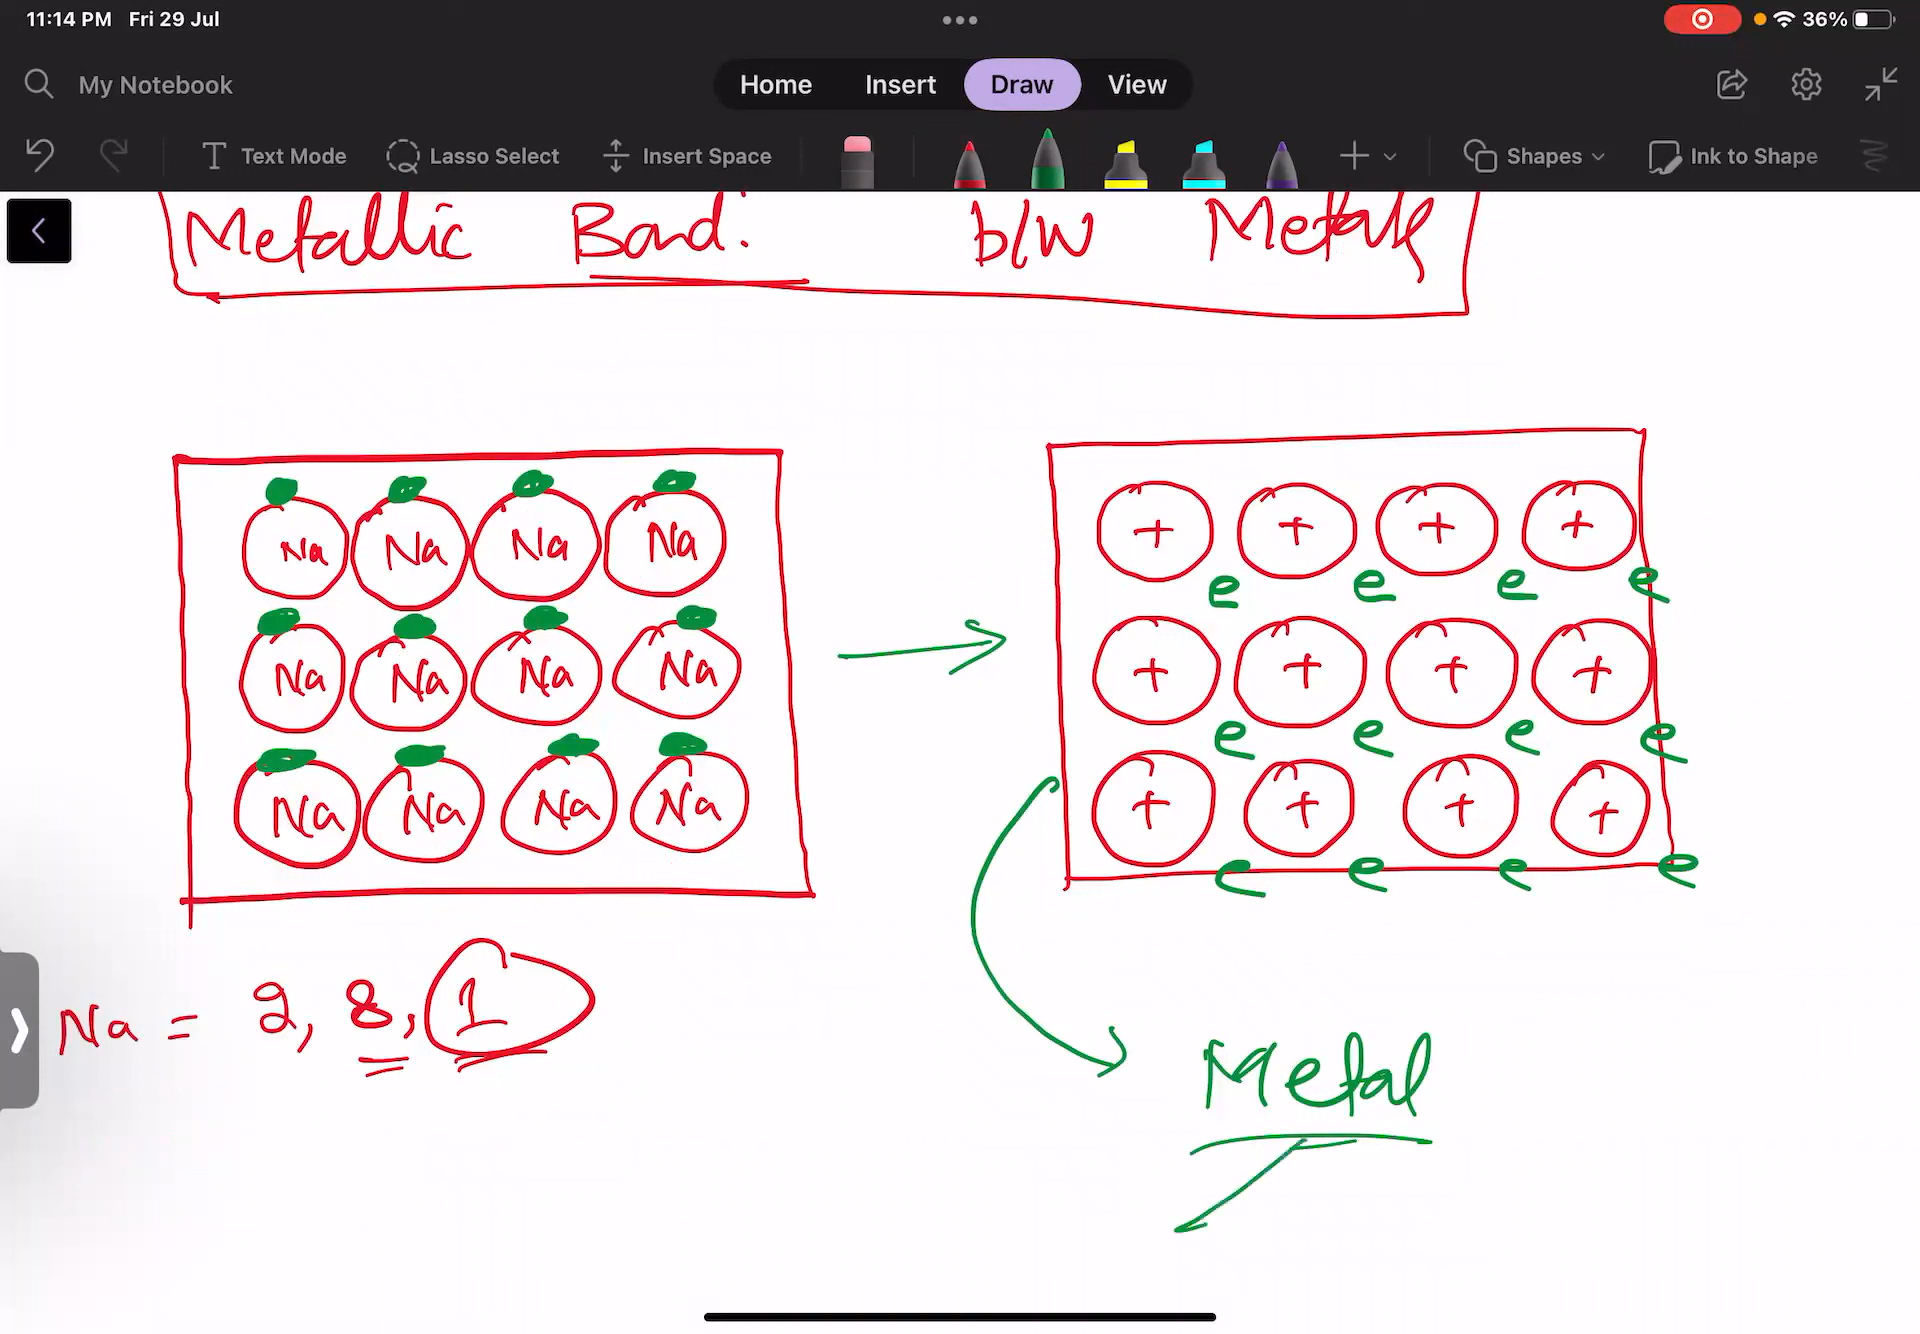 11:14 PM Fri 29 Jul 36%
My Notebook Home Insert Draw View
Text Mode Lasso Select Insert Space Shapes Ink to Shape
Metallic Bond: b/w Metals
Na Na Na Na + + + +
e e e e
Na Na Na Na + + + +
e e e e
Na Na Na Na + + + +
e e e e
Na = 2, 8, 1
Metal